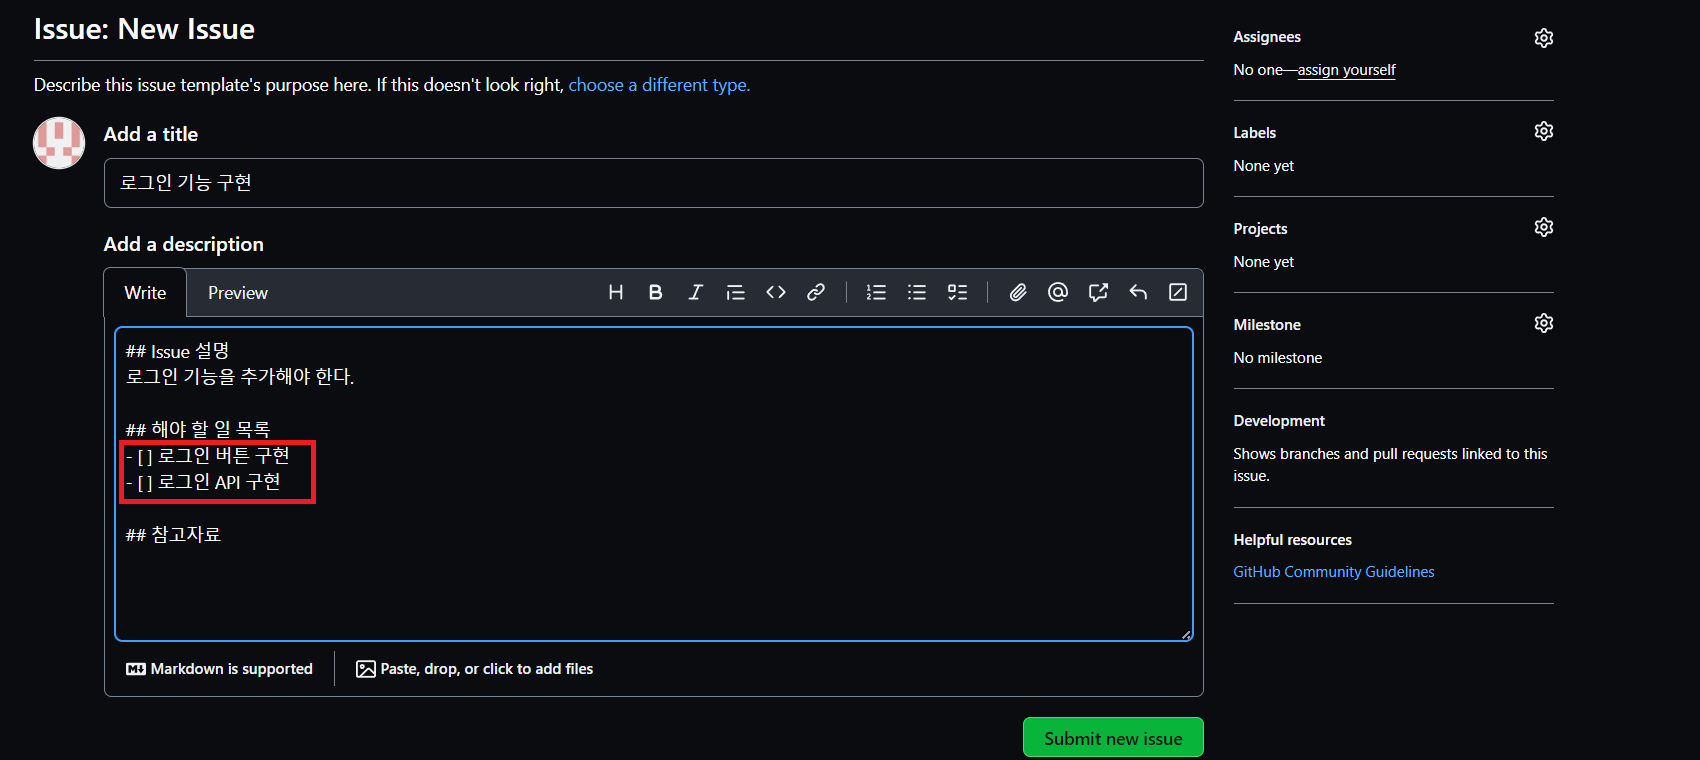 Issue: New Issue
Describe this issue template's purpose here. If this doesn't look right, choose a different type.
Add a title
로그인 기능 구현
Add a description
Write
Preview
## Issue 설명
로그인 기능을 추가해야 한다.
## 해야 할 일 목록
- [ ] 로그인 버튼 구현
- [ ] 로그인 API 구현
## 참고자료
Markdown is supported
Paste, drop, or click to add files
Submit new issue
Assignees
No one—assign yourself
Labels
None yet
Projects
None yet
Milestone
No milestone
Development
Shows branches and pull requests linked to this
issue.
Helpful resources
GitHub Community Guidelines